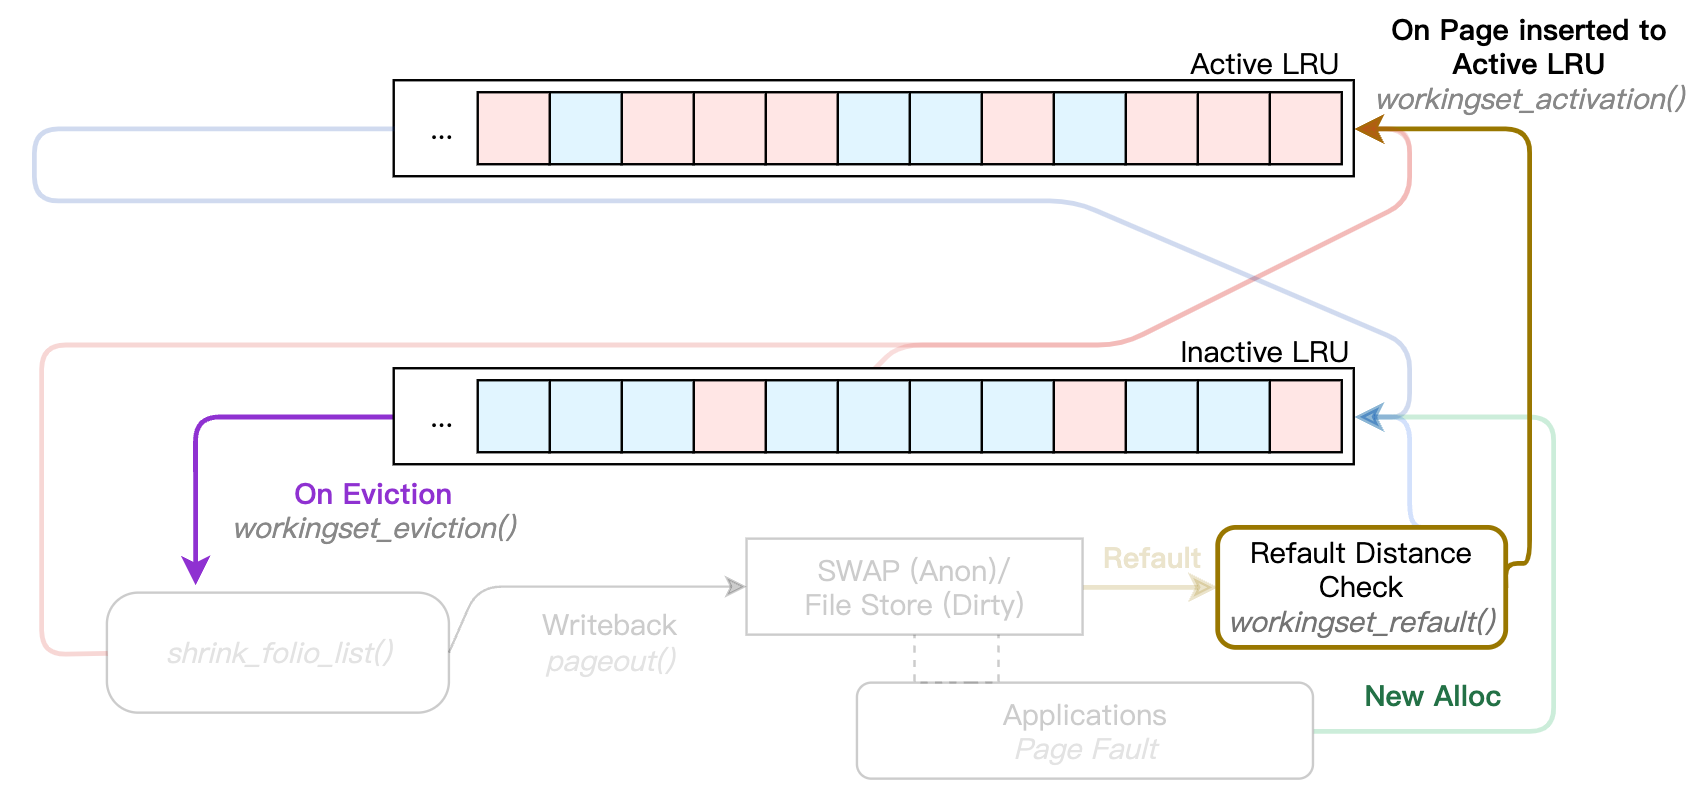 On Page inserted to
Active LRU
workingset_activation()
Active LRU
...
Inactive LRU
...
On Eviction
workingset_eviction()
SWAP (Anon)/
File Store (Dirty)
Refault
Refault Distance
Check
workingset_refault()
shrink_folio_list()
Writeback
pageout()
New Alloc
Applications
Page Fault